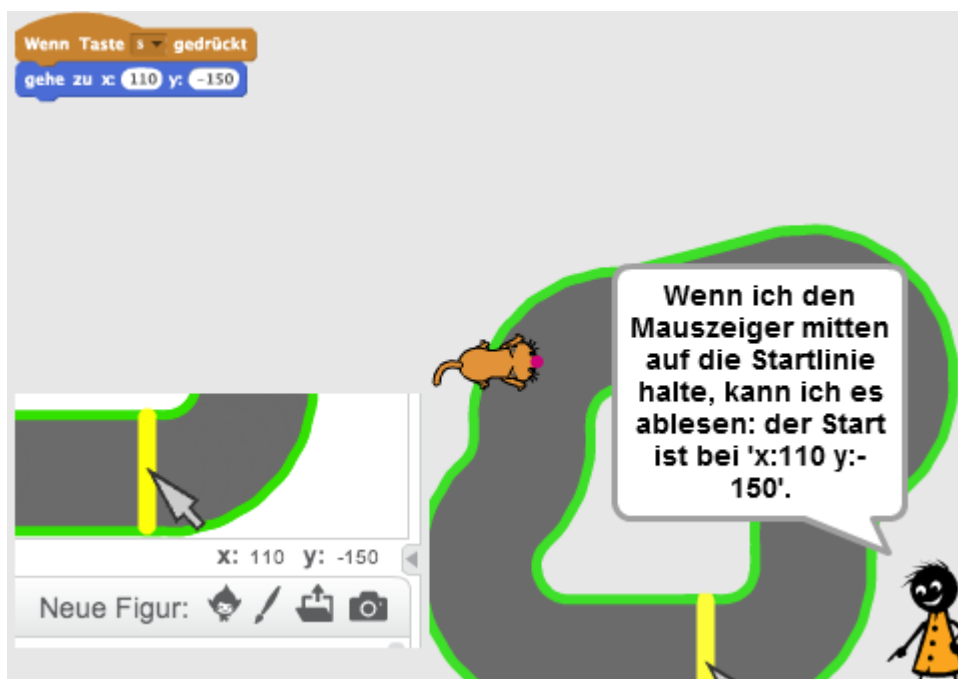 Wenn Taste s gedrückt
gehe zu x: 110 y: -150
Wenn ich den
Mauszeiger mitten
auf die Startlinie
halte, kann ich es
ablesen: der Start
ist bei 'x:110 y:-
150'.
x: 110 y: -150
Neue Figur: